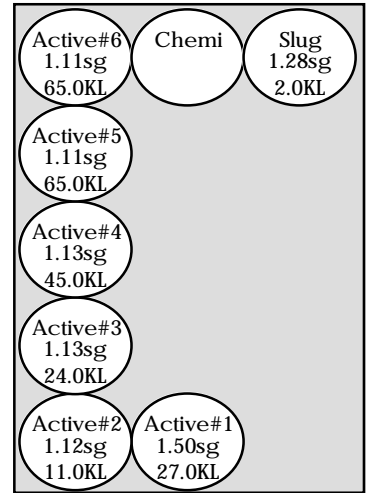 Active#6
1.11sg
65.0KL
Chemi
Slug
1.28sg
2.0KL
Active#5
1.11sg
65.0KL
Active#4
1.13sg
45.0KL
Active#3
1.13sg
24.0KL
Active#2
1.12sg
11.0KL
Active#1
1.50sg
27.0KL